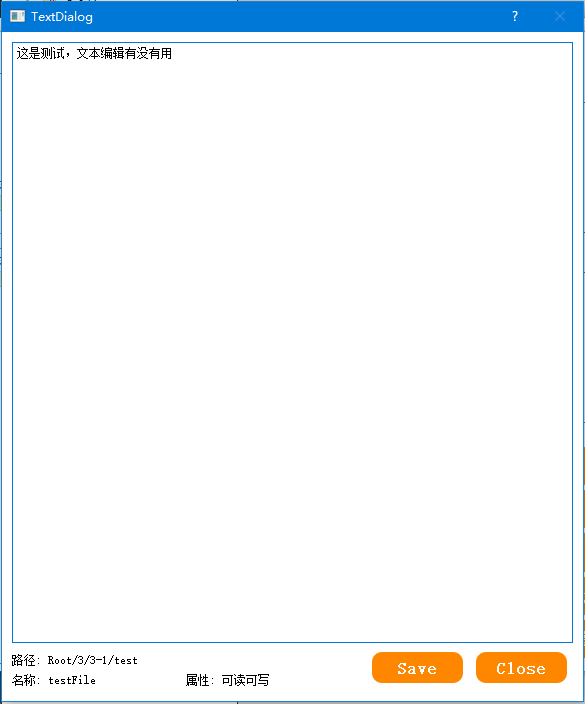 TextDialog
这是测试，文本编辑有没有用
路径: Root/3/3-1/test
名称: testFile 属性: 可读可写
Save Close